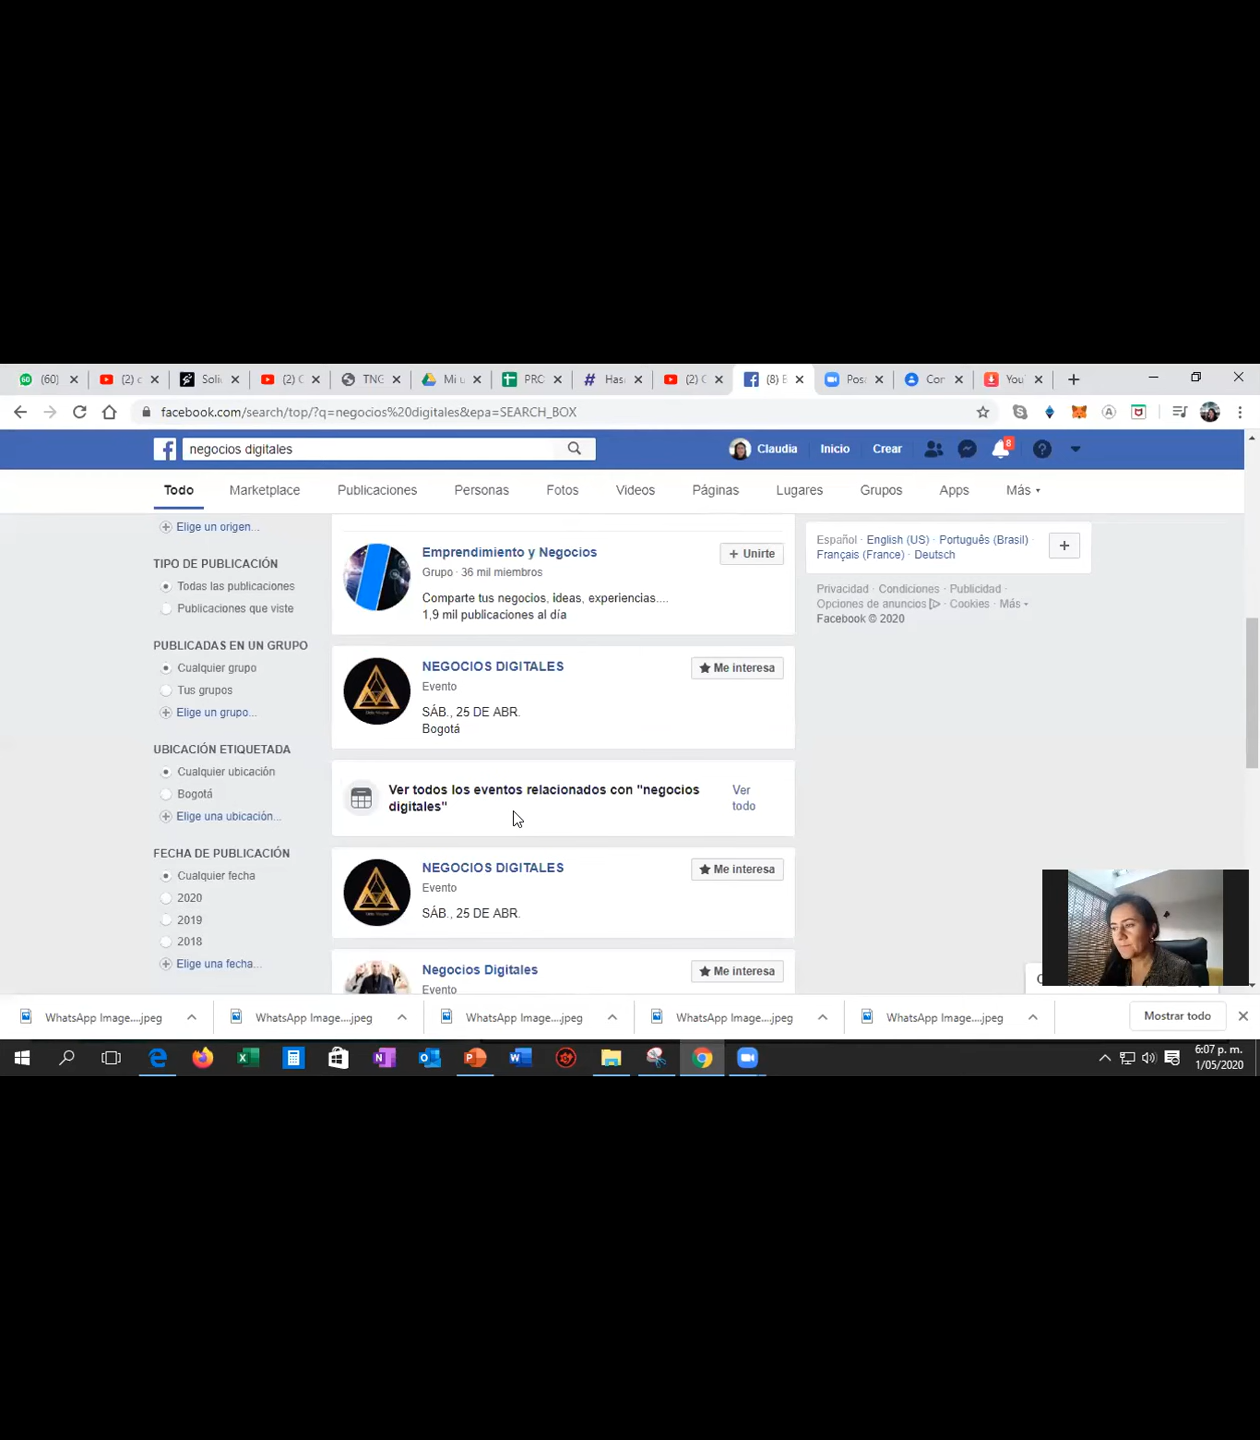 (60) (2) c Soli (2) C TNG Mi u PRC Has (2) C (8) E Posa Cor You
facebook.com/search/top/?q=negocios%20digitales&epa=SEARCH_BOX
negocios digitales Claudia Inicio Crear 8
Todo Marketplace Publicaciones Personas Fotos Videos Páginas Lugares Grupos Apps Más
Elige un origen...
TIPO DE PUBLICACIÓN
Todas las publicaciones
Publicaciones que viste
PUBLICADAS EN UN GRUPO
Cualquier grupo
Tus grupos
Elige un grupo...
UBICACIÓN ETIQUETADA
Cualquier ubicación
Bogotá
Elige una ubicación...
FECHA DE PUBLICACIÓN
Cualquier fecha
2020
2019
2018
Elige una fecha...
Emprendimiento y Negocios
+ Unirte
Grupo · 36 mil miembros
Comparte tus negocios, ideas, experiencias....
1,9 mil publicaciones al día
NEGOCIOS DIGITALES
Me interesa
Evento
SÁB., 25 DE ABR.
Bogotá
Ver todos los eventos relacionados con "negocios
digitales"
Ver
todo
NEGOCIOS DIGITALES
Me interesa
Evento
SÁB., 25 DE ABR.
Negocios Digitales
Me interesa
Evento
Español · English (US) · Português (Brasil) ·
Français (France) · Deutsch
Privacidad · Condiciones · Publicidad ·
Opciones de anuncios · Cookies · Más
Facebook © 2020
WhatsApp Image....jpeg WhatsApp Image....jpeg WhatsApp Image....jpeg WhatsApp Image....jpeg WhatsApp Image....jpeg Mostrar todo
6:07 p. m.
1/05/2020